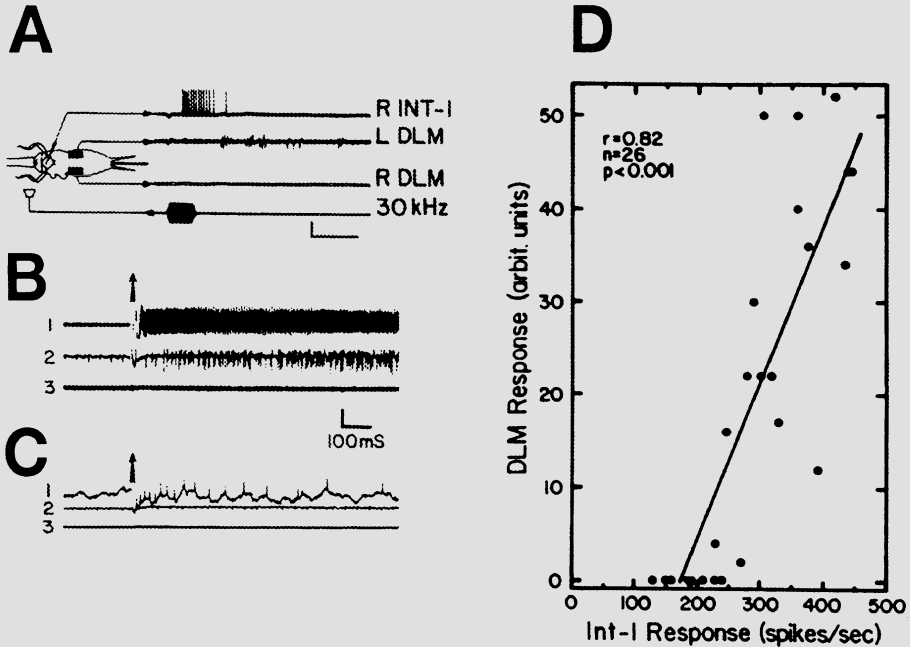 A
R INT-1
L DLM
R DLM
30 kHz
B
1
2
3
100mS
C
1
2
3
D
r=0.82
n=26
p<0.001
DLM Response (arbit. units)
50
40
30
20
10
0
0 100 200 300 400 500
Int-1 Response (spikes/sec)